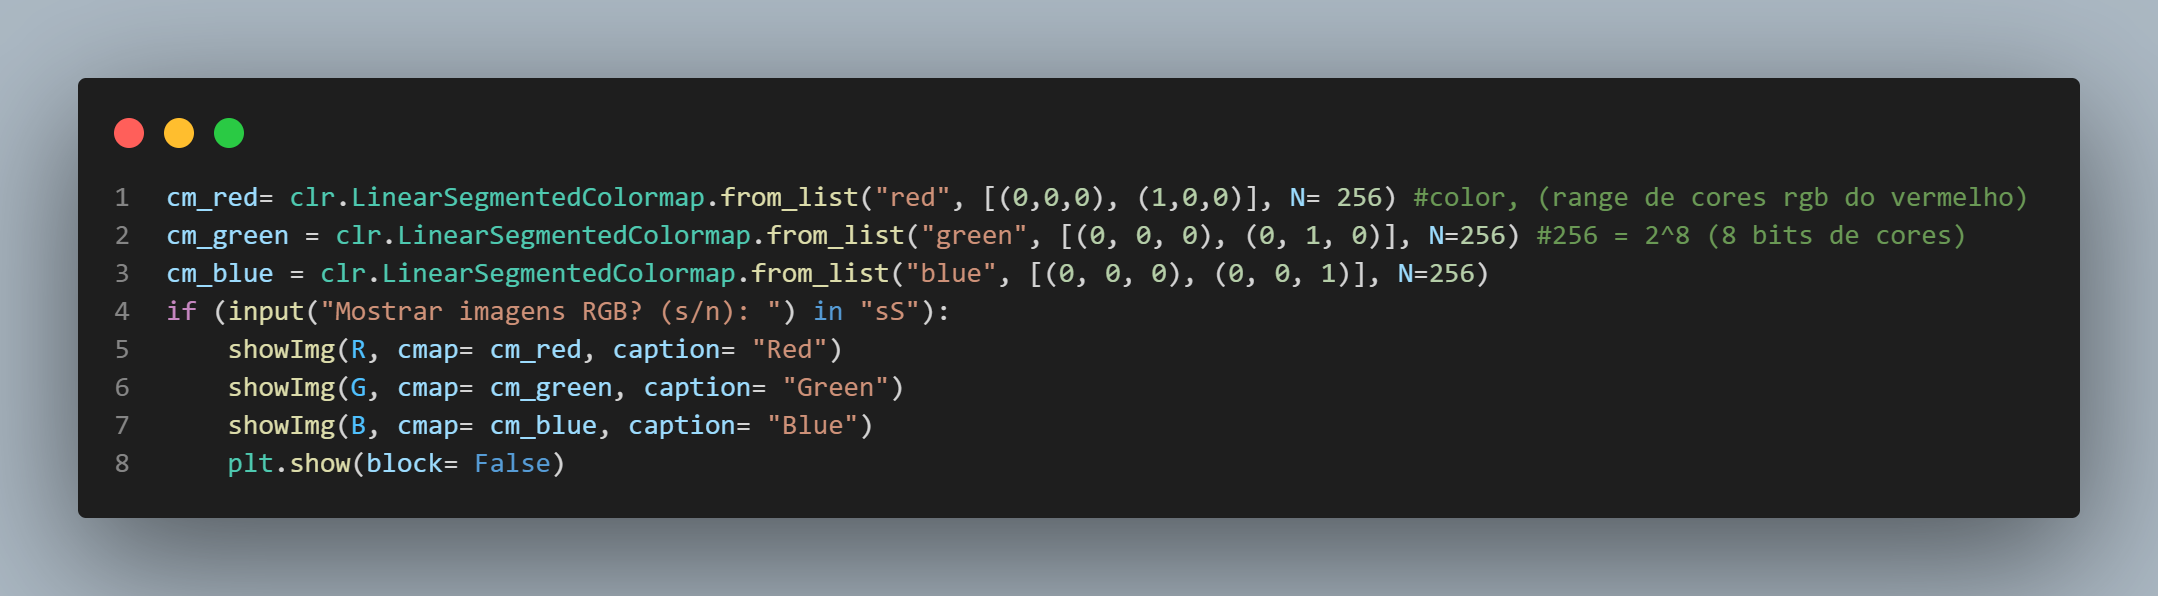 1 cm_red= clr.LinearSegmentedColormap.from_list("red", [(0,0,0), (1,0,0)], N= 256) #color, (range de cores rgb do vermelho)
2 cm_green = clr.LinearSegmentedColormap.from_list("green", [(0, 0, 0), (0, 1, 0)], N=256) #256 = 2^8 (8 bits de cores)
3 cm_blue = clr.LinearSegmentedColormap.from_list("blue", [(0, 0, 0), (0, 0, 1)], N=256)
4 if (input("Mostrar imagens RGB? (s/n): ") in "sS"):
5     showImg(R, cmap= cm_red, caption= "Red")
6     showImg(G, cmap= cm_green, caption= "Green")
7     showImg(B, cmap= cm_blue, caption= "Blue")
8     plt.show(block= False)